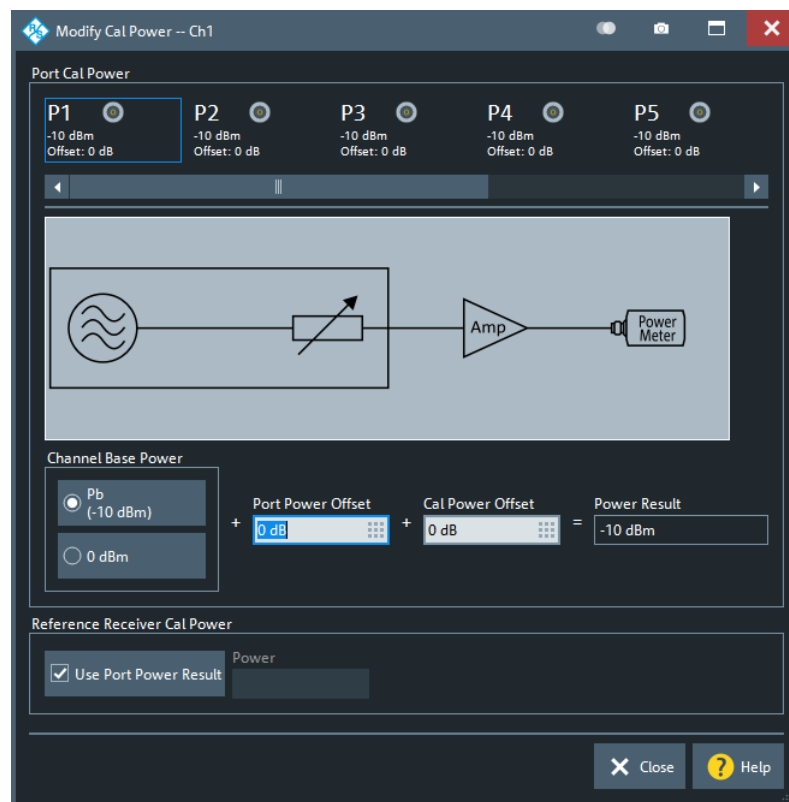 Modify Cal Power -- Ch1
Port Cal Power
P1 P2 P3 P4 P5
-10 dBm -10 dBm -10 dBm -10 dBm -10 dBm
Offset: 0 dB Offset: 0 dB Offset: 0 dB Offset: 0 dB Offset: 0 dB
Amp
Power
Meter
Channel Base Power
Pb
(-10 dBm)
0 dBm
+ Port Power Offset + Cal Power Offset = Power Result
0 dB 0 dB -10 dBm
Reference Receiver Cal Power
Use Port Power Result
Power
Close
Help